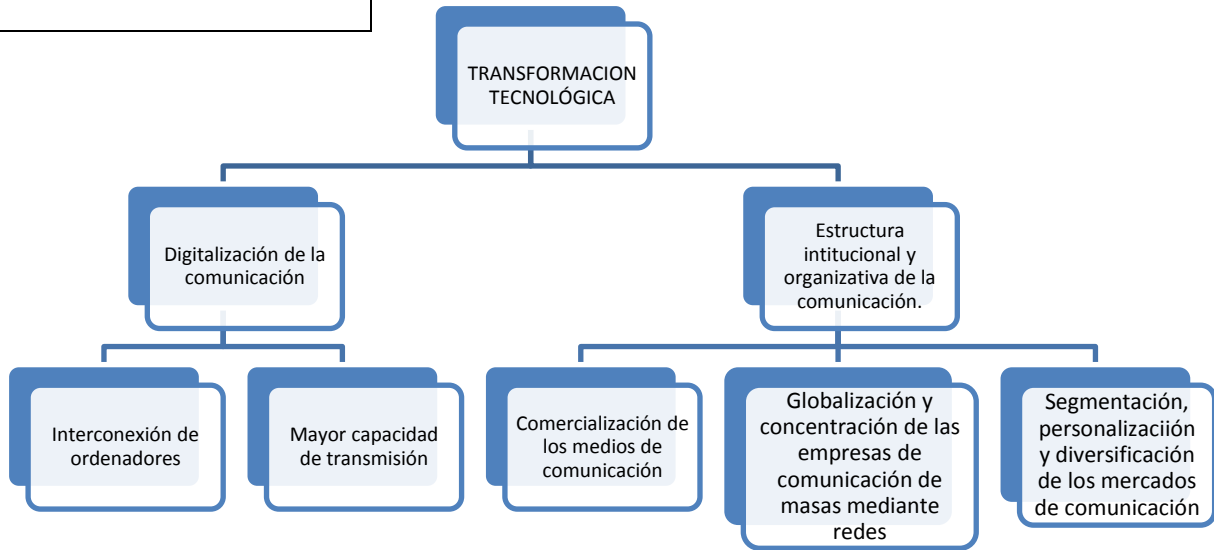 TRANSFORMACION
TECNOLÓGICA
Digitalización de la
comunicación
Estructura
intitucional y
organizativa de la
comunicación.
Interconexión de
ordenadores
Mayor capacidad
de transmisión
Comercialización de
los medios de
comunicación
Globalización y
concentración de las
empresas de
comunicación de
masas mediante
redes
Segmentación,
personalizaciión
y diversificación
de los mercados
de comunicación